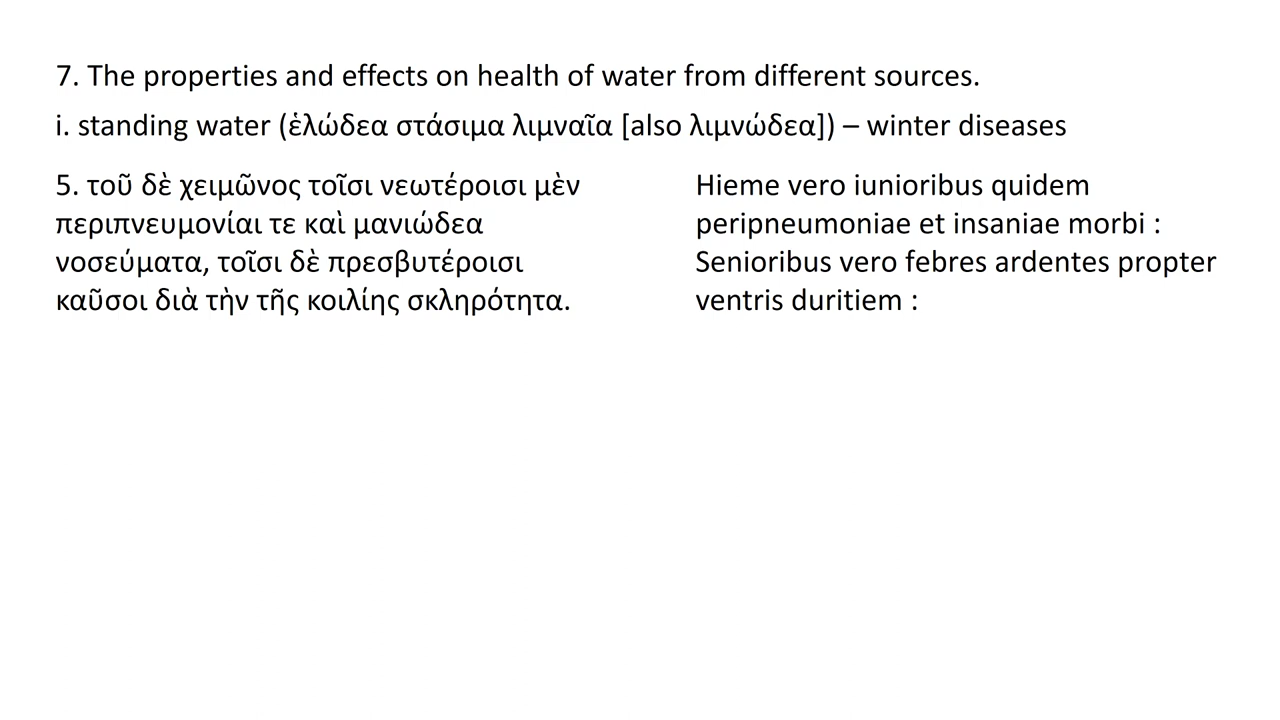 7. The properties and effects on health of water from different sources.
i. standing water (ἑλώδεα στάσιμα λιμναῖα [also λιμνώδεα]) – winter diseases
5. τοῦ δὲ χειμῶνος τοῖσι νεωτέροισι μὲν
περιπνευμονίαι τε καὶ μανιώδεα
νοσεύματα, τοῖσι δὲ πρεσβυτέροισι
καῦσοι διὰ τὴν τῆς κοιλίης σκληρότητα.
Hieme vero iunioribus quidem
peripneumoniae et insaniae morbi :
Senioribus vero febres ardentes propter
ventris duritiem :